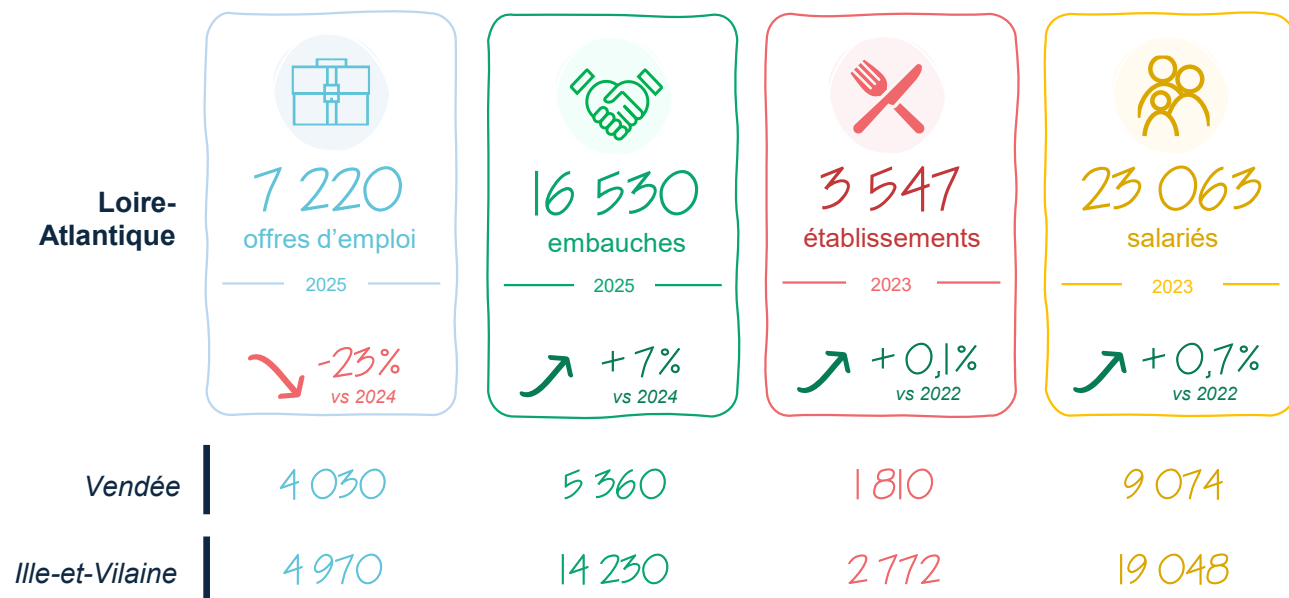 Loire-
Atlantique
7 220
offres d'emploi
2025
-23%
vs 2024
16 530
embauches
2025
+ 7%
vs 2024
3 547
établissements
2023
+ 0,1%
vs 2022
23 063
salariés
2023
+ 0,7%
vs 2022
Vendée 4 030 5 360 1 810 9 074
Ille-et-Vilaine 4 970 14 230 2 772 19 048